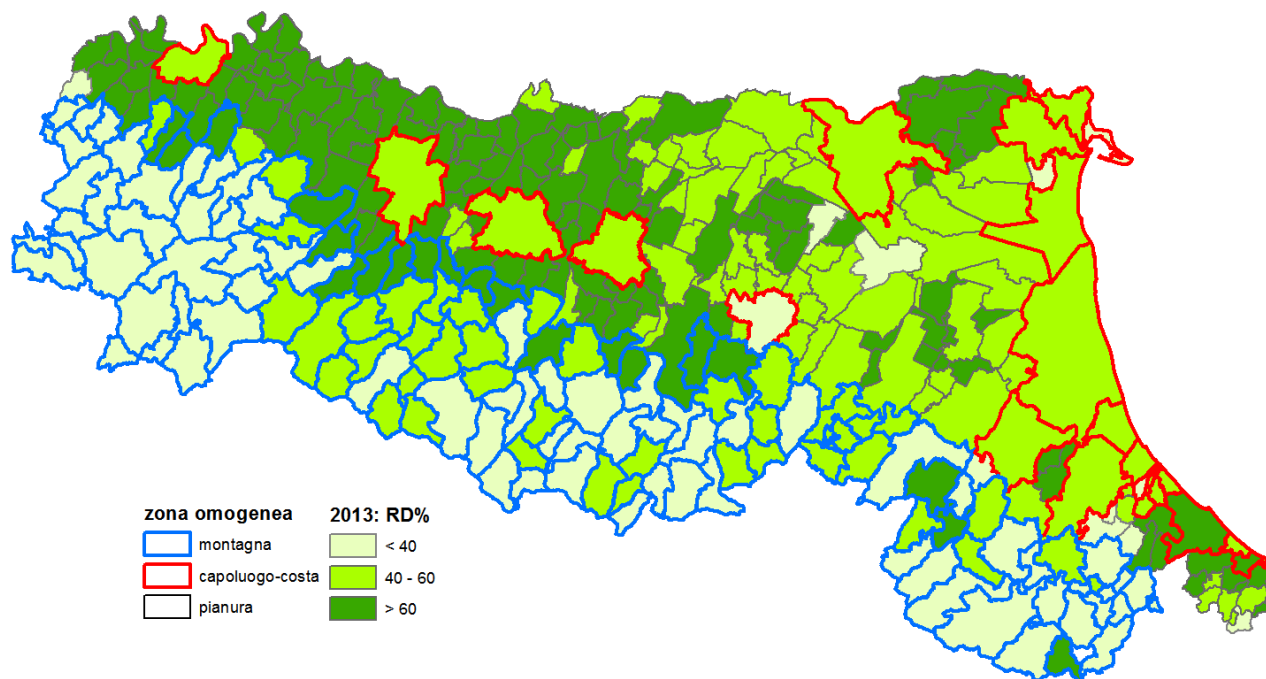 zona omogenea
montagna
capoluogo-costa
pianura
2013: RD%
< 40
40 - 60
> 60